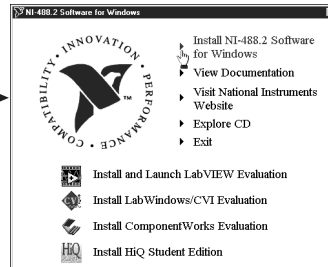 NI-488.2 Software for Windows
INNOVATION • PERFORMANCE • COMPATIBILITY •
TM
Install NI-488.2 Software
for Windows
View Documentation
Visit National Instruments
Website
Explore CD
Exit
Install and Launch LabVIEW Evaluation
Install LabWindows/CVI Evaluation
Install ComponentWorks Evaluation
HiQ
Install HiQ Student Edition